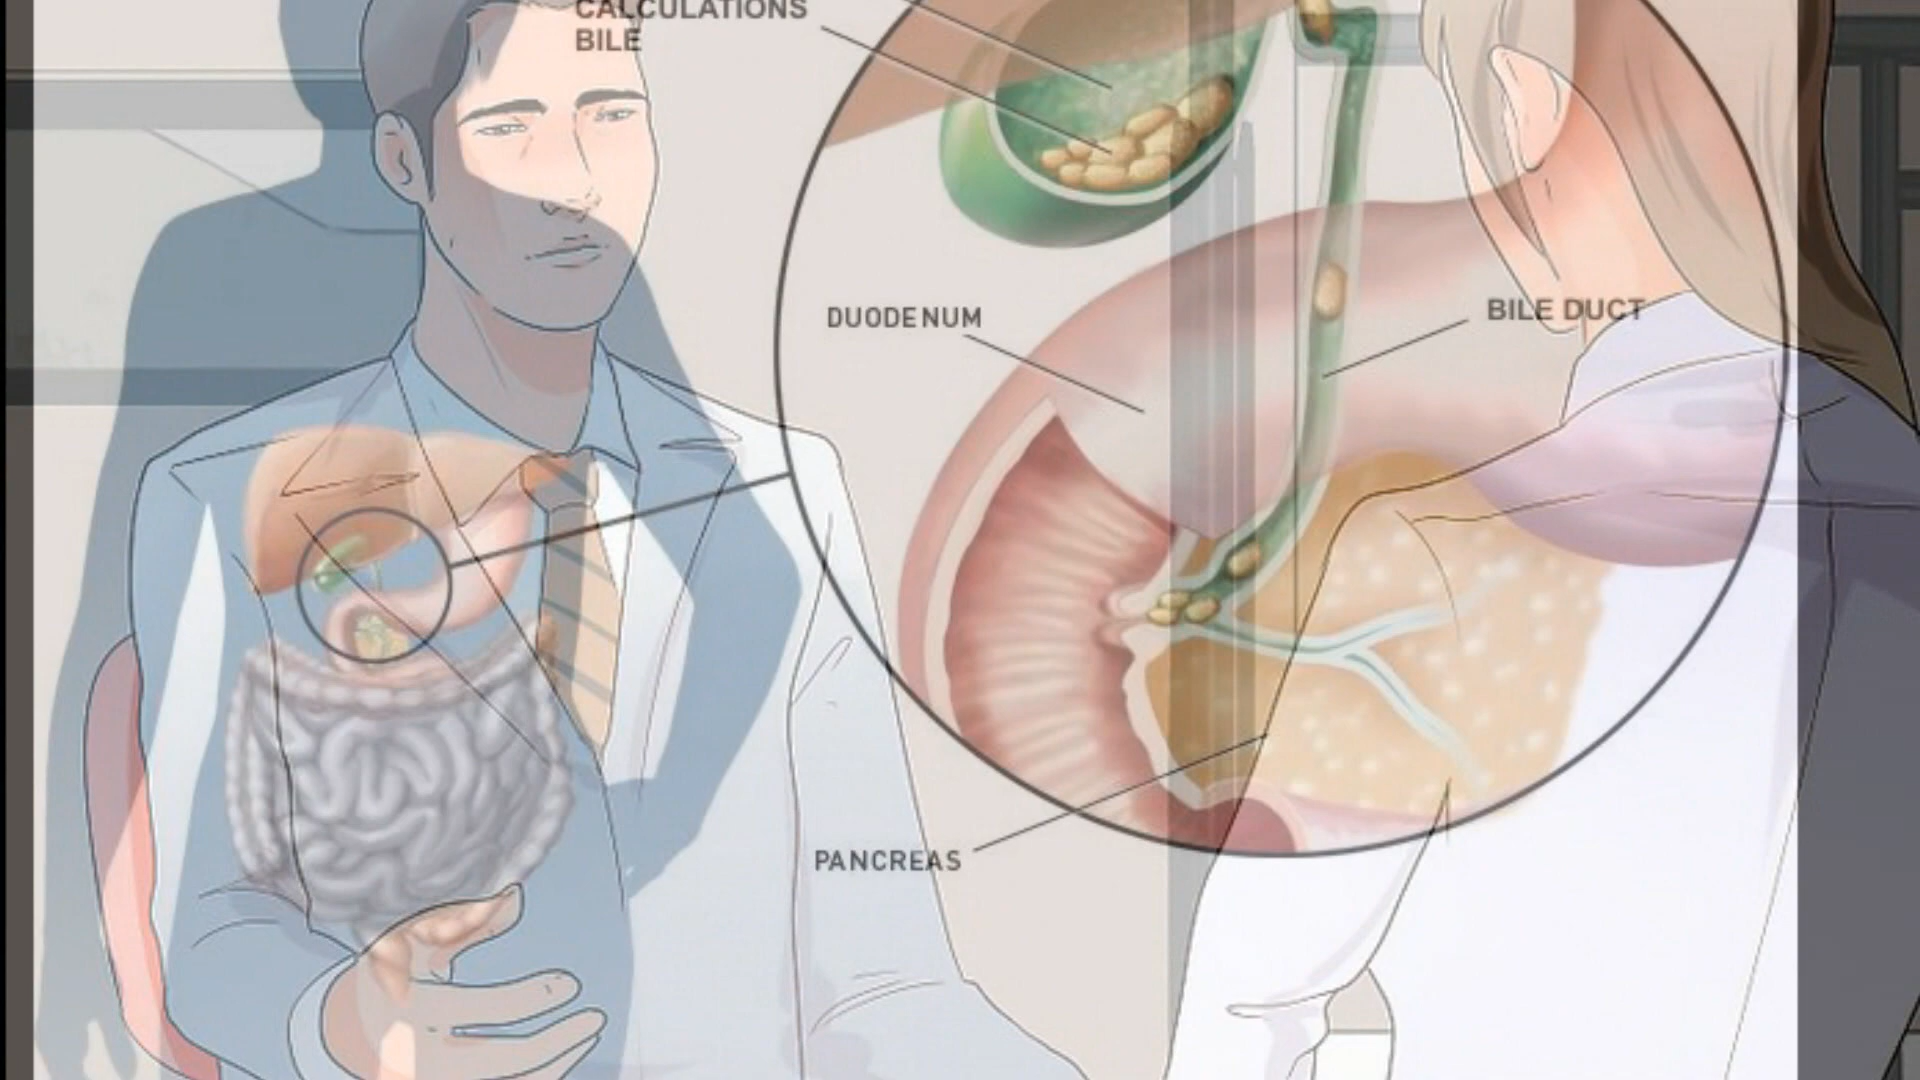 CALCULATIONS
BILE
DUODENUM
BILE DUCT
PANCREAS